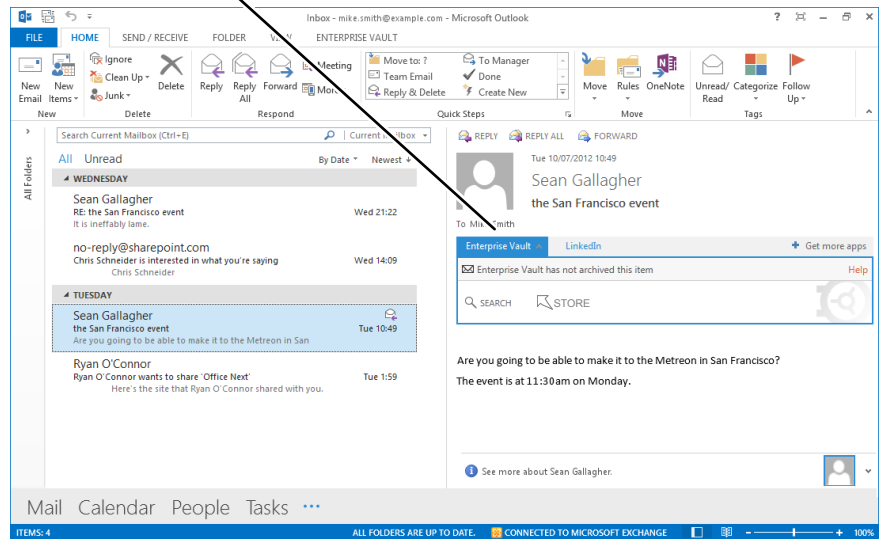 Inbox - mike.smith@example.com - Microsoft Outlook
FILE HOME SEND / RECEIVE FOLDER ENTERPRISE VAULT
New Email
New Items
Ignore
Clean Up
Junk
Delete
Reply
Reply All
Forward
Meeting
Move to: ?
Team Email
Reply & Delete
To Manager
Done
Create New
Move
Rules
OneNote
Unread/ Read
Categorize
Follow Up
New Delete Respond Quick Steps Move Tags
All Folders
Search Current Mailbox (Ctrl+E)
All Unread By Date Newest
WEDNESDAY
Sean Gallagher
RE: the San Francisco event Wed 21:22
It is ineffably lame.
no-reply@sharepoint.com
Chris Schneider is interested in what you're saying Wed 14:09
Chris Schneider
TUESDAY
Sean Gallagher
the San Francisco event Tue 10:49
Are you going to be able to make it to the Metreon in San
Ryan O'Connor
Ryan O'Connor wants to share 'Office Next' Tue 1:59
Here's the site that Ryan O'Connor shared with you.
REPLY REPLY ALL FORWARD
Tue 10/07/2012 10:49
Sean Gallagher
the San Francisco event
To Mike Smith
Enterprise Vault LinkedIn + Get more apps
Enterprise Vault has not archived this item Help
SEARCH STORE
Are you going to be able to make it to the Metreon in San Francisco?
The event is at 11:30am on Monday.
See more about Sean Gallagher.
Mail Calendar People Tasks ...
ITEMS: 4 ALL FOLDERS ARE UP TO DATE. CONNECTED TO MICROSOFT EXCHANGE 100%